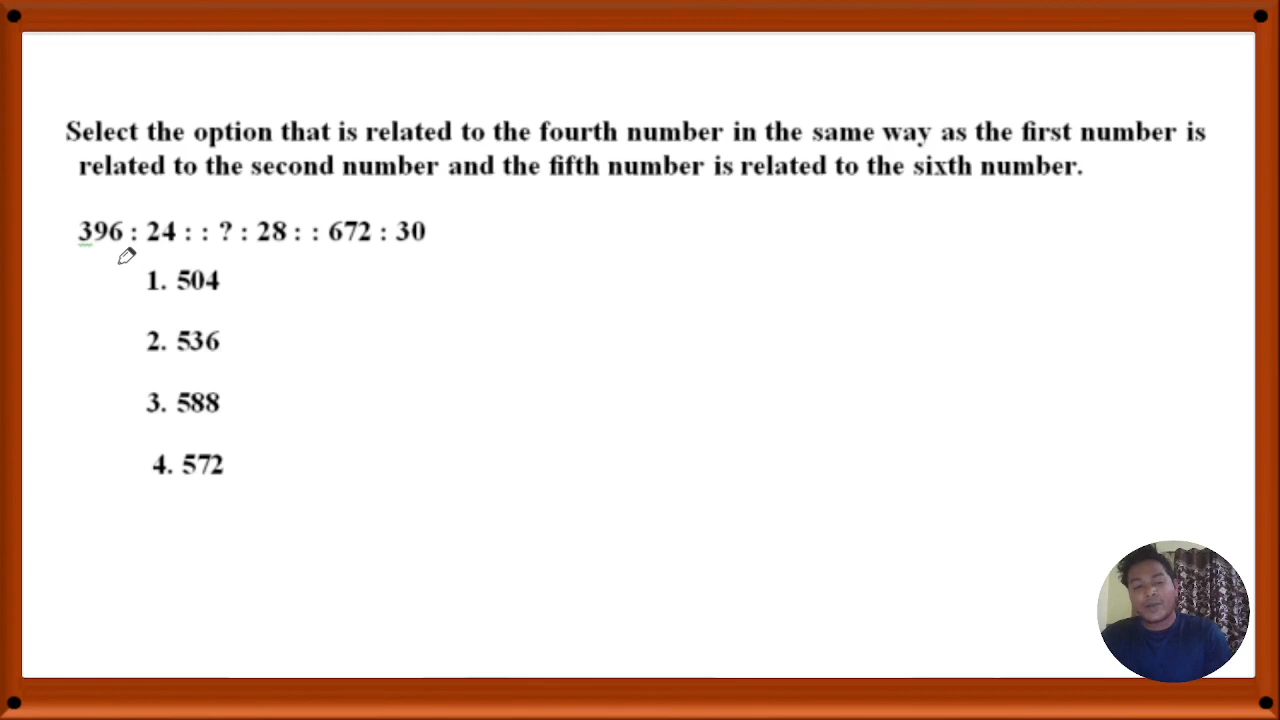 Select the option that is related to the fourth number in the same way as the first number is
related to the second number and the fifth number is related to the sixth number.
396 : 24 : : ? : 28 : : 672 : 30
1. 504
2. 536
3. 588
4. 572